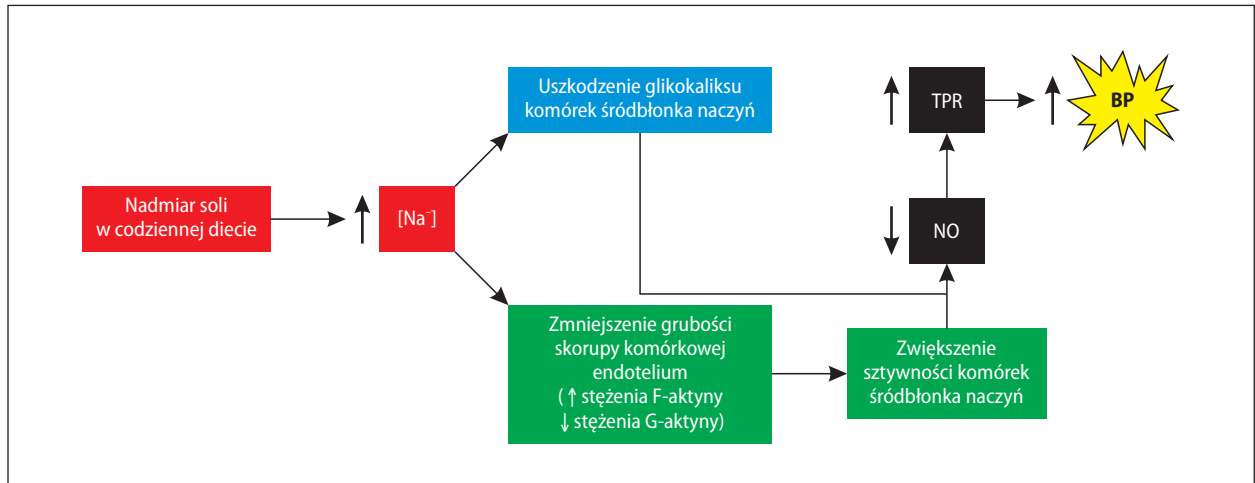 Uszkodzenie glikokaliksu
komórek śródbłonka naczyń
TPR
BP
Nadmiar soli
w codziennej diecie
[Na⁻]
NO
Zmniejszenie grubości
skorupy komórkowej
endotelium
(↑ stężenia F-aktyny
↓ stężenia G-aktyny)
Zwiększenie
sztywności komórek
śródbłonka naczyń